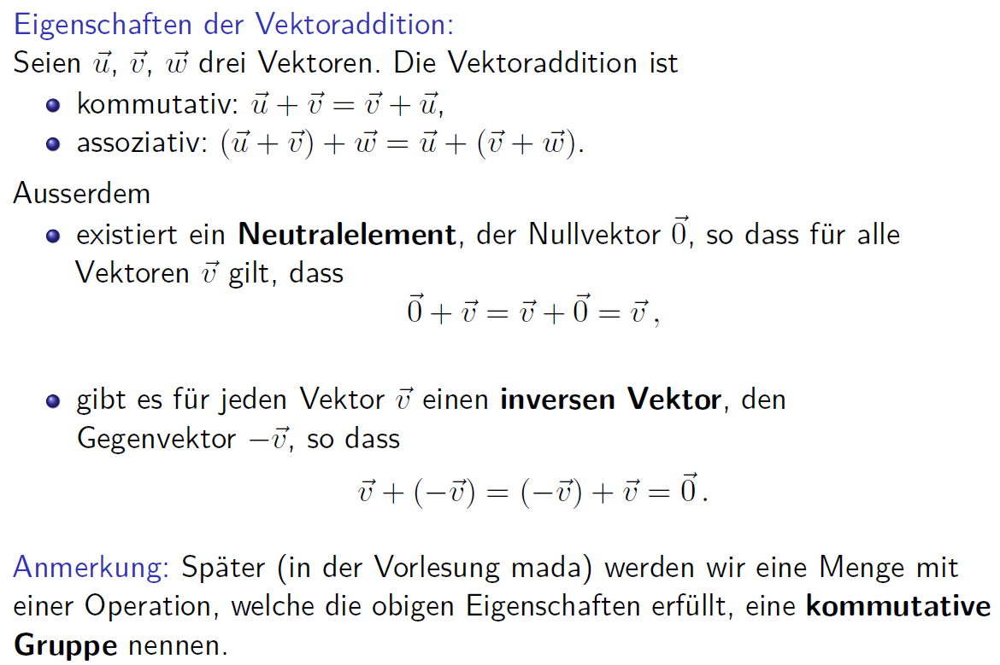 Eigenschaften der Vektoraddition:
Seien $\vec{u}$, $\vec{v}$, $\vec{w}$ drei Vektoren. Die Vektoraddition ist
• kommutativ: $\vec{u} + \vec{v} = \vec{v} + \vec{u}$,
• assoziativ: $(\vec{u} + \vec{v}) + \vec{w} = \vec{u} + (\vec{v} + \vec{w})$.
Ausserdem
• existiert ein Neutralelement, der Nullvektor $\vec{0}$, so dass für alle
Vektoren $\vec{v}$ gilt, dass
$\vec{0} + \vec{v} = \vec{v} + \vec{0} = \vec{v}$,
• gibt es für jeden Vektor $\vec{v}$ einen inversen Vektor, den
Gegenvektor $-\vec{v}$, so dass
$\vec{v} + (-\vec{v}) = (-\vec{v}) + \vec{v} = \vec{0}$.
Anmerkung: Später (in der Vorlesung mada) werden wir eine Menge mit
einer Operation, welche die obigen Eigenschaften erfüllt, eine kommutative
Gruppe nennen.